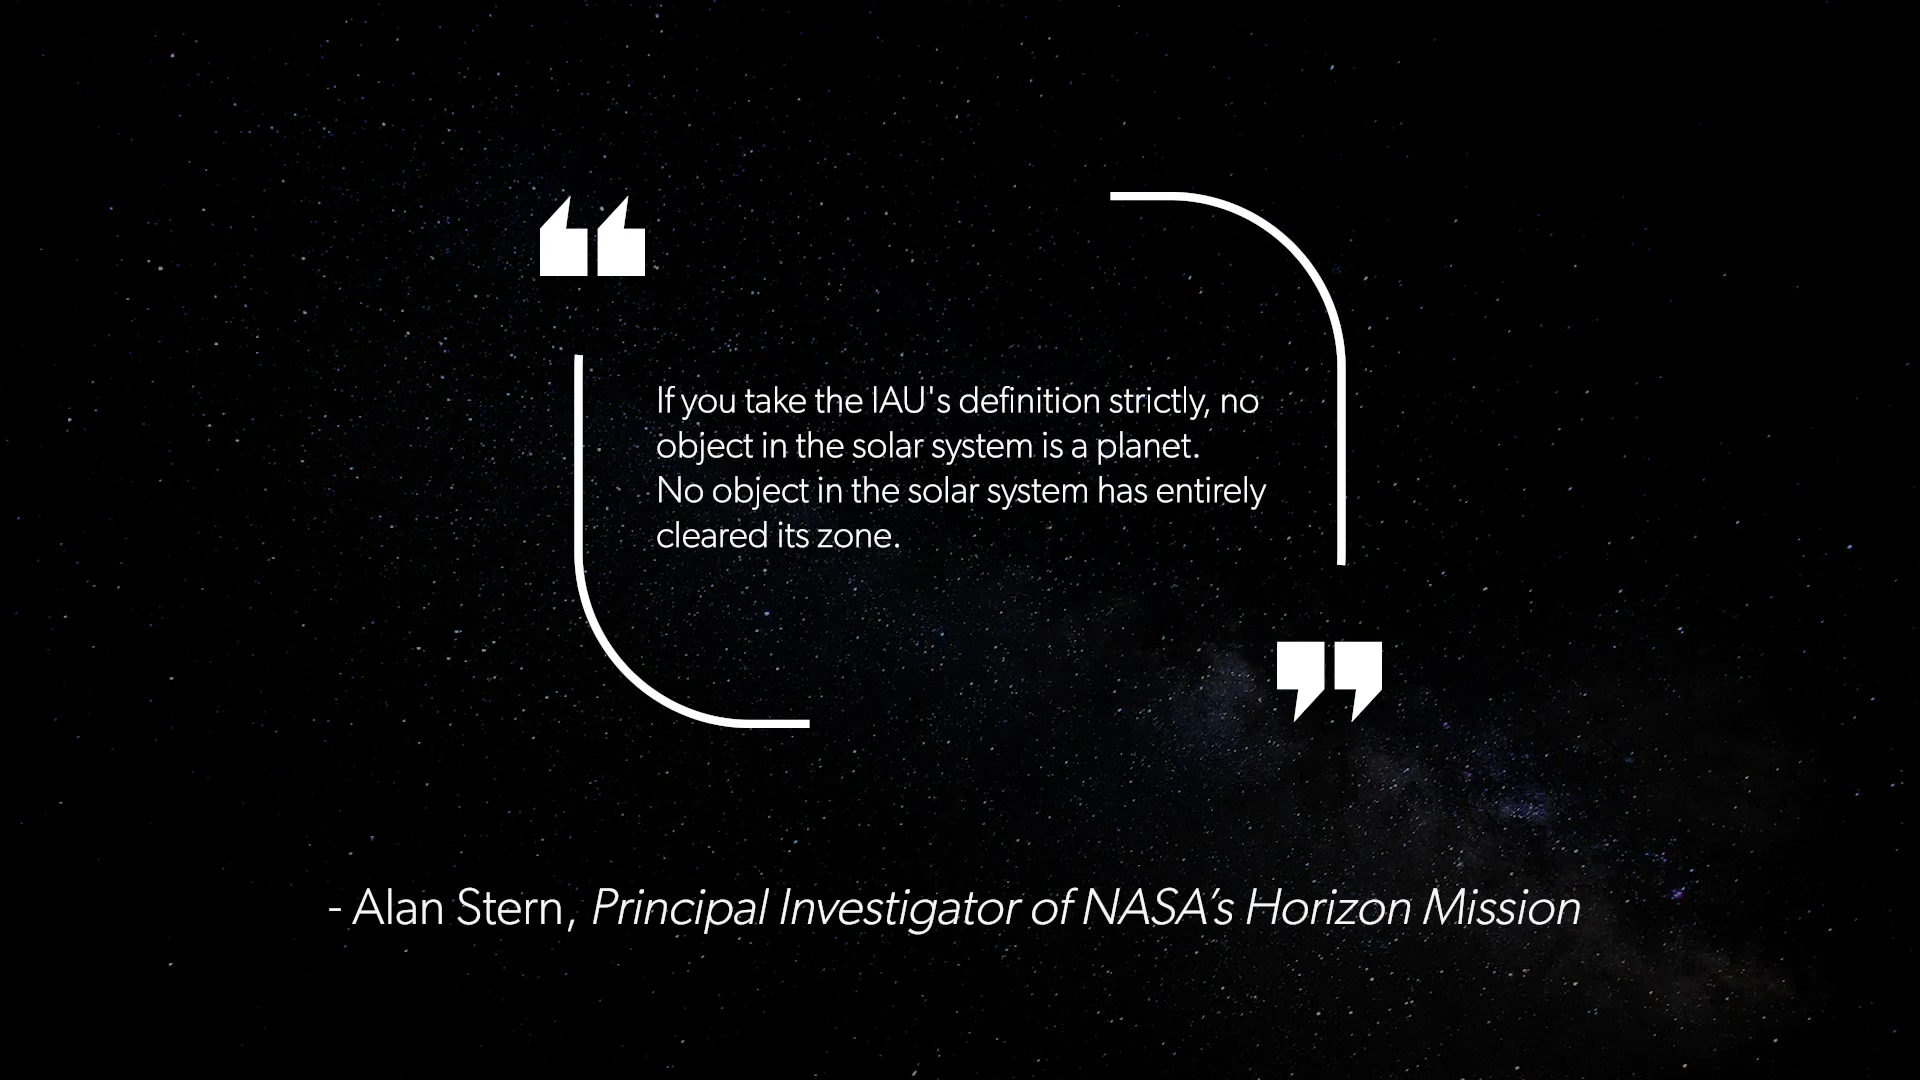 ❝
If you take the IAU's definition strictly, no
object in the solar system is a planet.
No object in the solar system has entirely
cleared its zone.
❞
- Alan Stern, Principal Investigator of NASA’s Horizon Mission